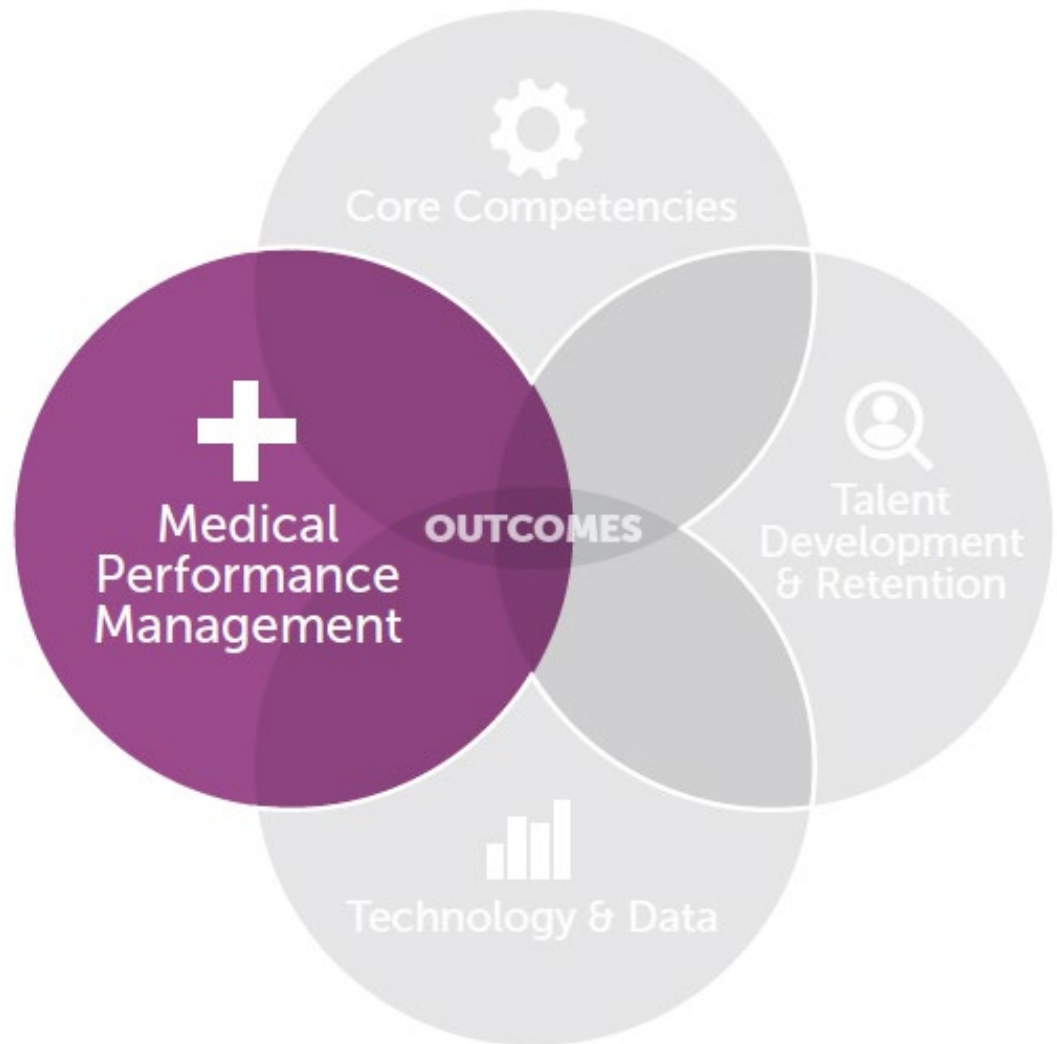 Core Competencies
Medical
Performance
Management
OUTCOMES
Talent
Development
& Retention
Technology & Data